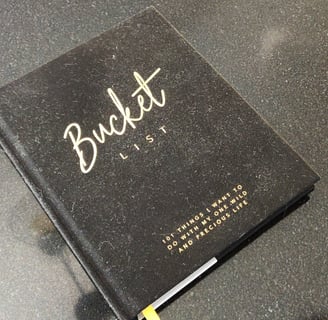 Bucket
LIST
101 THINGS I WANT TO
DO WITH MY ONE WILD
AND PRECIOUS LIFE